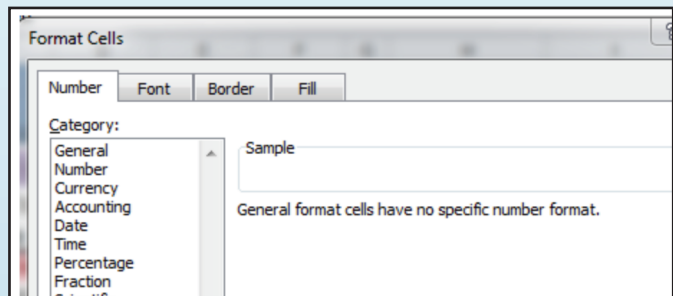 Format Cells
Number Font Border Fill
Category:
General
Number
Currency
Accounting
Date
Time
Percentage
Fraction
Sample
General format cells have no specific number format.